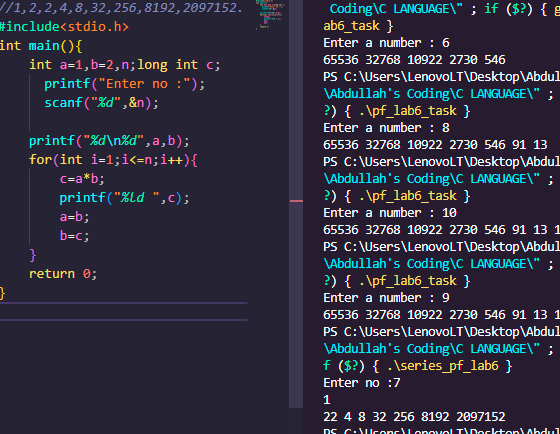 //1,2,2,4,8,32,256,8192,2097152.
#include<stdio.h>
int main(){
int a=1,b=2,n;long int c;
printf("Enter no :");
scanf("%d",&n);
printf("%d\n%d",a,b);
for(int i=1;i<=n;i++){
c=a*b;
printf("%ld ",c);
a=b;
b=c;
}
return 0;
}
Coding\C LANGUAGE\" ; if ($?) { g
ab6_task }
Enter a number : 6
65536 32768 10922 2730 546
PS C:\Users\LenovoLT\Desktop\Abdul
\Abdullah's Coding\C LANGUAGE\" ;
?) { .\pf_lab6_task }
Enter a number : 8
65536 32768 10922 2730 546 91 13
PS C:\Users\LenovoLT\Desktop\Abdul
\Abdullah's Coding\C LANGUAGE\" ;
?) { .\pf_lab6_task }
Enter a number : 10
65536 32768 10922 2730 546 91 13 1
PS C:\Users\LenovoLT\Desktop\Abdul
\Abdullah's Coding\C LANGUAGE\" ;
?) { .\pf_lab6_task }
Enter a number : 9
65536 32768 10922 2730 546 91 13 1
PS C:\Users\LenovoLT\Desktop\Abdul
\Abdullah's Coding\C LANGUAGE\" ;
f ($?) { .\series_pf_lab6 }
Enter no :7
1
22 4 8 32 256 8192 2097152
PS C:\Users\LenovoLT\Desktop\Abdul